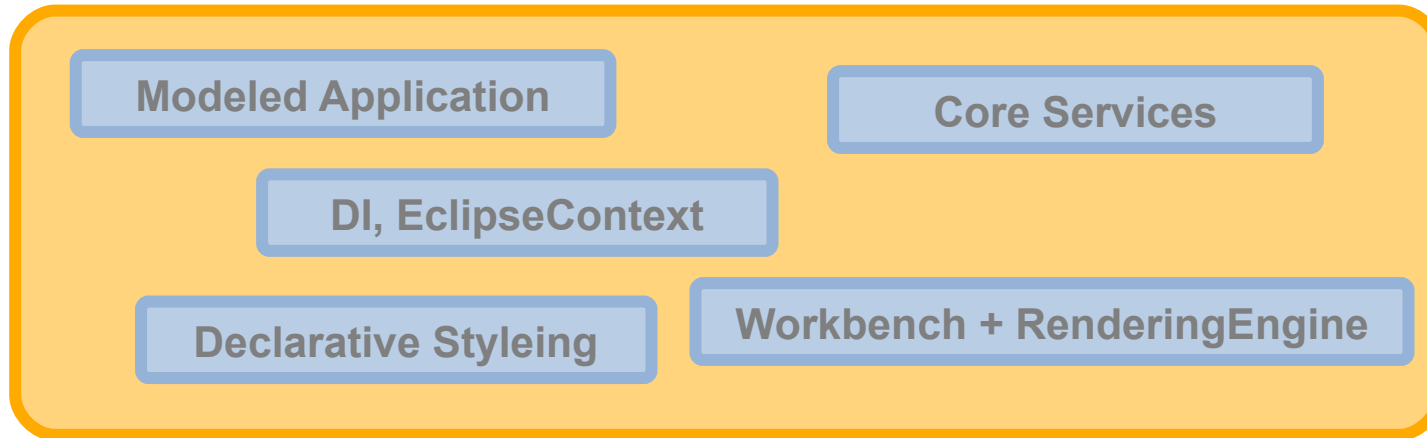 Modeled Application
Core Services
DI, EclipseContext
Declarative Styleing
Workbench + RenderingEngine